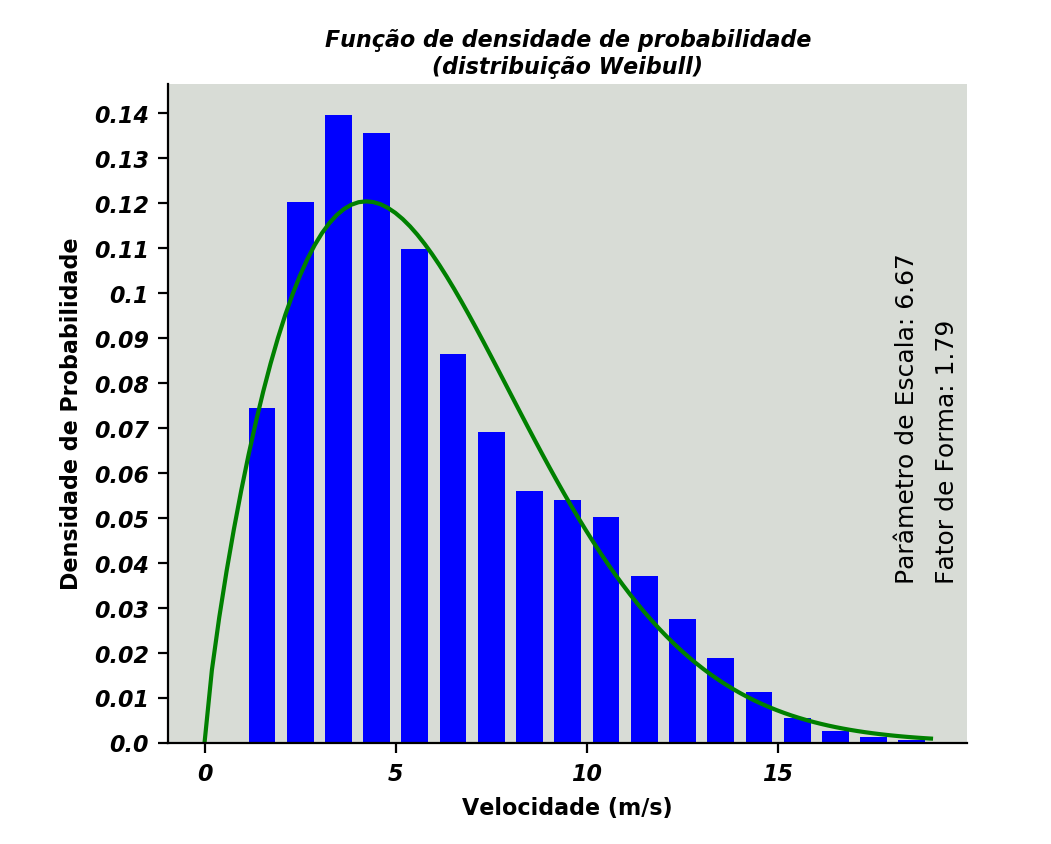 Função de densidade de probabilidade
(distribuição Weibull)
Densidade de Probabilidade
0.14
0.13
0.12
0.11
0.1
0.09
0.08
0.07
0.06
0.05
0.04
0.03
0.02
0.01
0.0
Parâmetro de Escala: 6.67
Fator de Forma: 1.79
0 5 10 15
Velocidade (m/s)